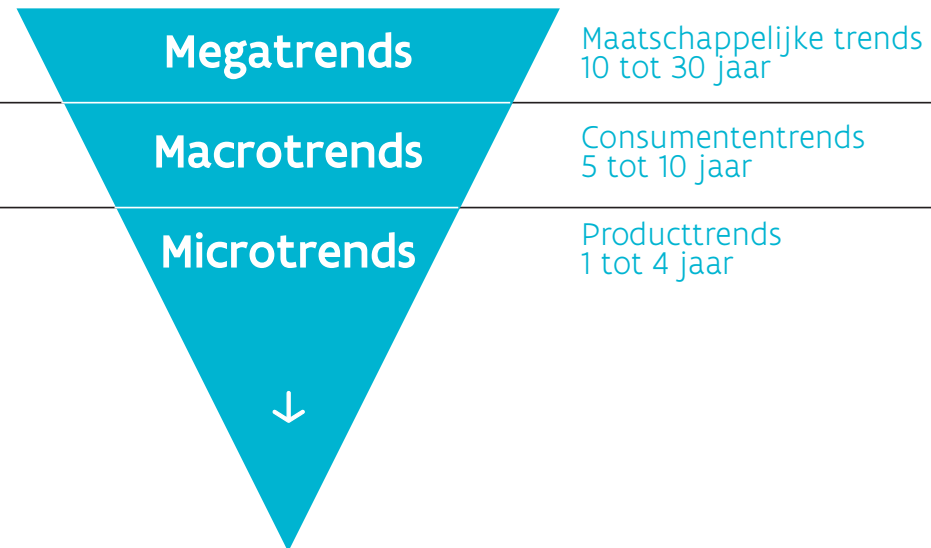 Megatrends
Maatschappelijke trends
10 tot 30 jaar
Macrotrends
Consumententrends
5 tot 10 jaar
Microtrends
Producttrends
1 tot 4 jaar